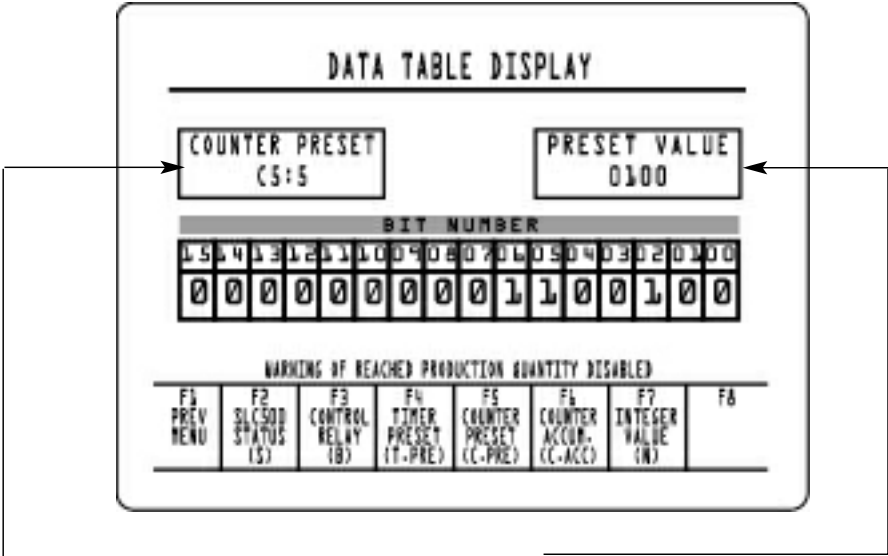 DATA TABLE DISPLAY
COUNTER PRESET
C5:5
PRESET VALUE
0100
BIT NUMBER
15 14 13 12 11 10 09 08 07 06 05 04 03 02 01 00
0 0 0 0 0 0 0 0 0 1 1 0 0 1 0 0
WARNING OF REACHED PRODUCTION QUANTITY DISABLED
F1 PREV MENU
F2 SLC500 STATUS (S)
F3 CONTROL RELAY (B)
F4 TIMER PRESET (T.PRE)
F5 COUNTER PRESET (C.PRE)
F6 COUNTER ACCUM. (C.ACC)
F7 INTEGER VALUE (N)
F8